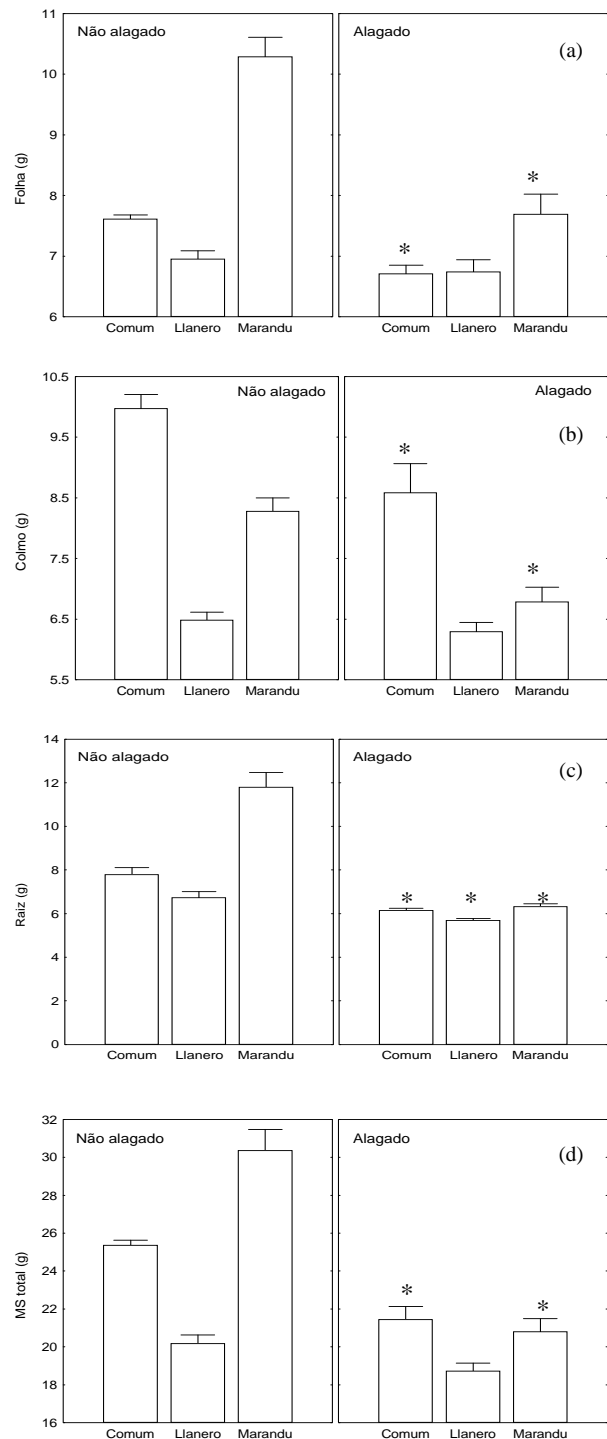 Não alagado
Alagado
(a)
Folha (g)
11
10
9
8
7
6
*
*
Comum Llanero Marandu
Comum Llanero Marandu
Não alagado
Alagado
(b)
Colmo (g)
10.5
9.5
8.5
7.5
6.5
5.5
*
*
Comum Llanero Marandu
Comum Llanero Marandu
Não alagado
Alagado
(c)
Raiz (g)
14
12
10
8
6
4
2
0
* * *
Comum Llanero Marandu
Comum Llanero Marandu
Não alagado
Alagado
(d)
MS total (g)
32
30
28
26
24
22
20
18
16
* *
Comum Llanero Marandu
Comum Llanero Marandu